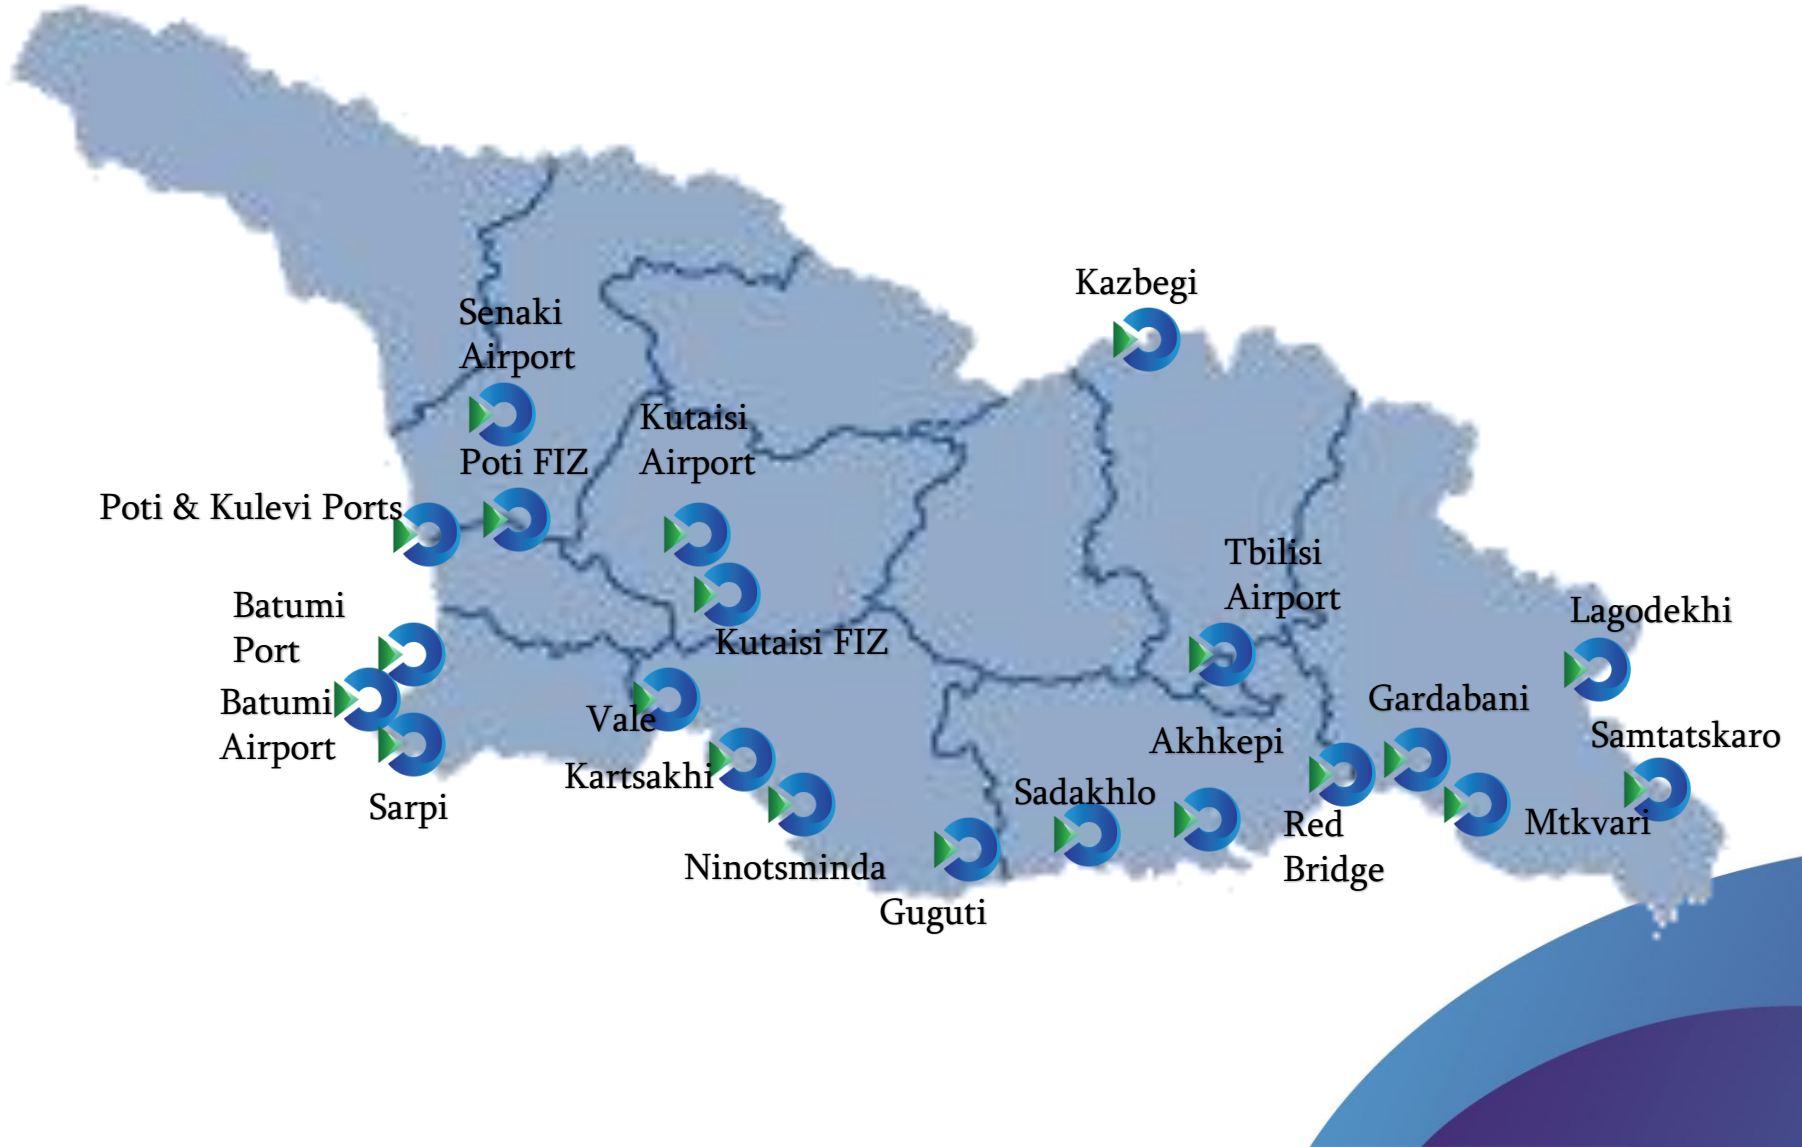 Kazbegi
Senaki
Airport
Kutaisi
Airport
Poti FIZ
Poti & Kulevi Ports
Tbilisi
Airport
Batumi
Port
Lagodekhi
Kutaisi FIZ
Batumi
Airport
Vale
Gardabani
Samtatskaro
Akhkepi
Kartsakhi
Sadakhlo
Sarpi
Red
Bridge
Mtkvari
Ninotsminda
Guguti